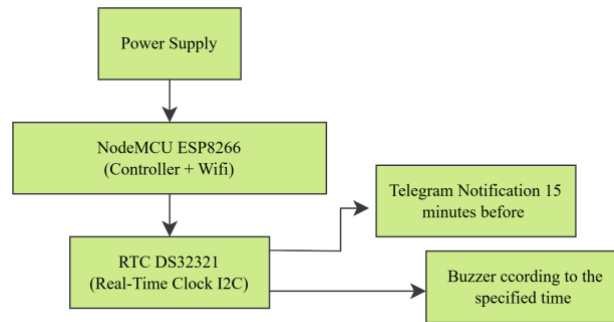 Power Supply
NodeMCU ESP8266
(Controller + Wifi)
Telegram Notification 15
minutes before
RTC DS32321
(Real-Time Clock I2C)
Buzzer ccording to the
specified time